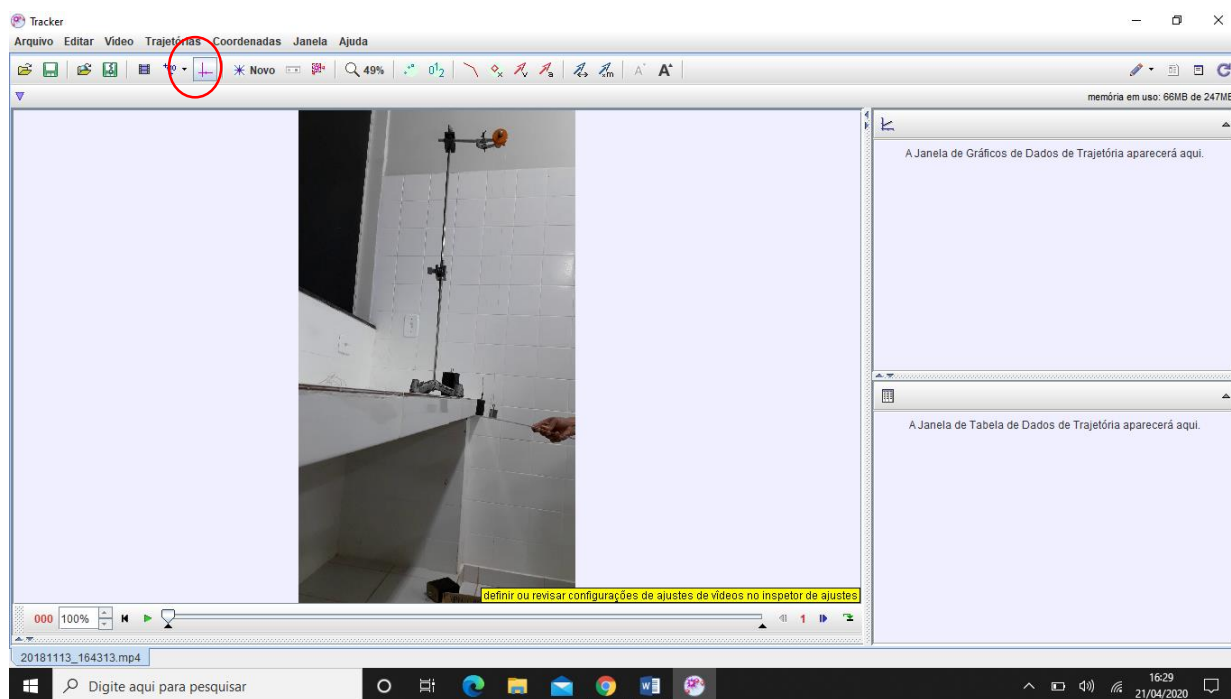 Tracker
Arquivo Editar Vídeo Trajetórias Coordenadas Janela Ajuda
Novo 49%
memória em uso: 66MB de 247MB
A Janela de Gráficos de Dados de Trajetória aparecerá aqui.
A Janela de Tabela de Dados de Trajetória aparecerá aqui.
definir ou revisar configurações de ajustes de vídeos no inspetor de ajustes
000 100% 1
20181113_164313.mp4
Digite aqui para pesquisar
16:29
21/04/2020